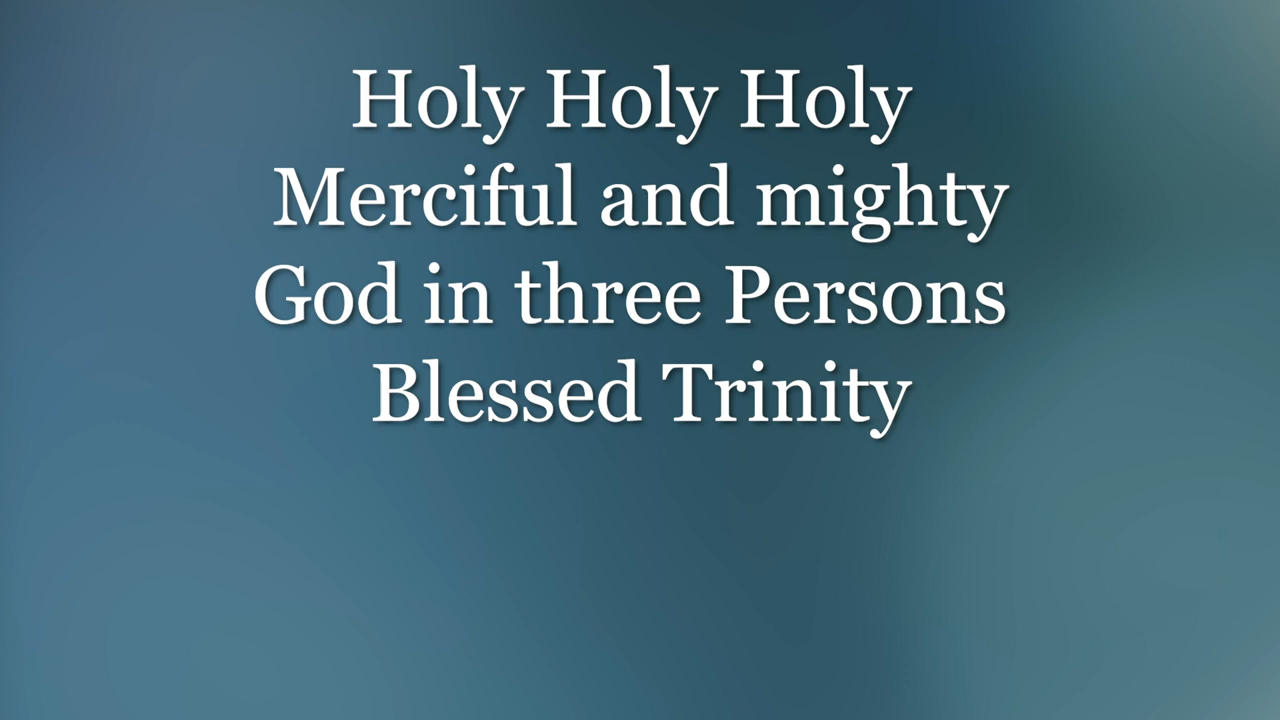 Holy Holy Holy
Merciful and mighty
God in three Persons
Blessed Trinity